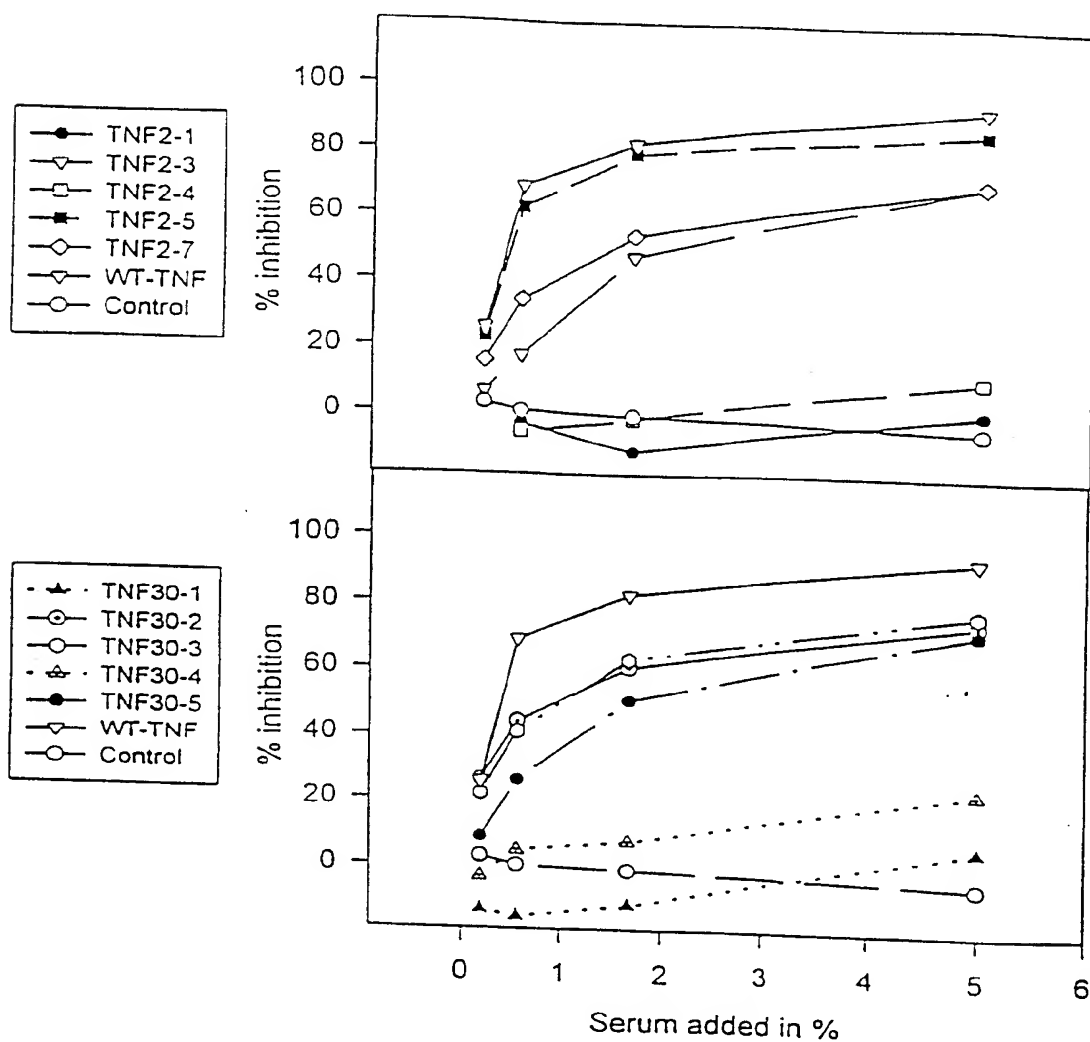 TNF2-1
TNF2-3
TNF2-4
TNF2-5
TNF2-7
WT-TNF
Control
% inhibition
100
80
60
40
20
0
TNF30-1
TNF30-2
TNF30-3
TNF30-4
TNF30-5
WT-TNF
Control
% inhibition
100
80
60
40
20
0
0 1 2 3 4 5 6
Serum added in %